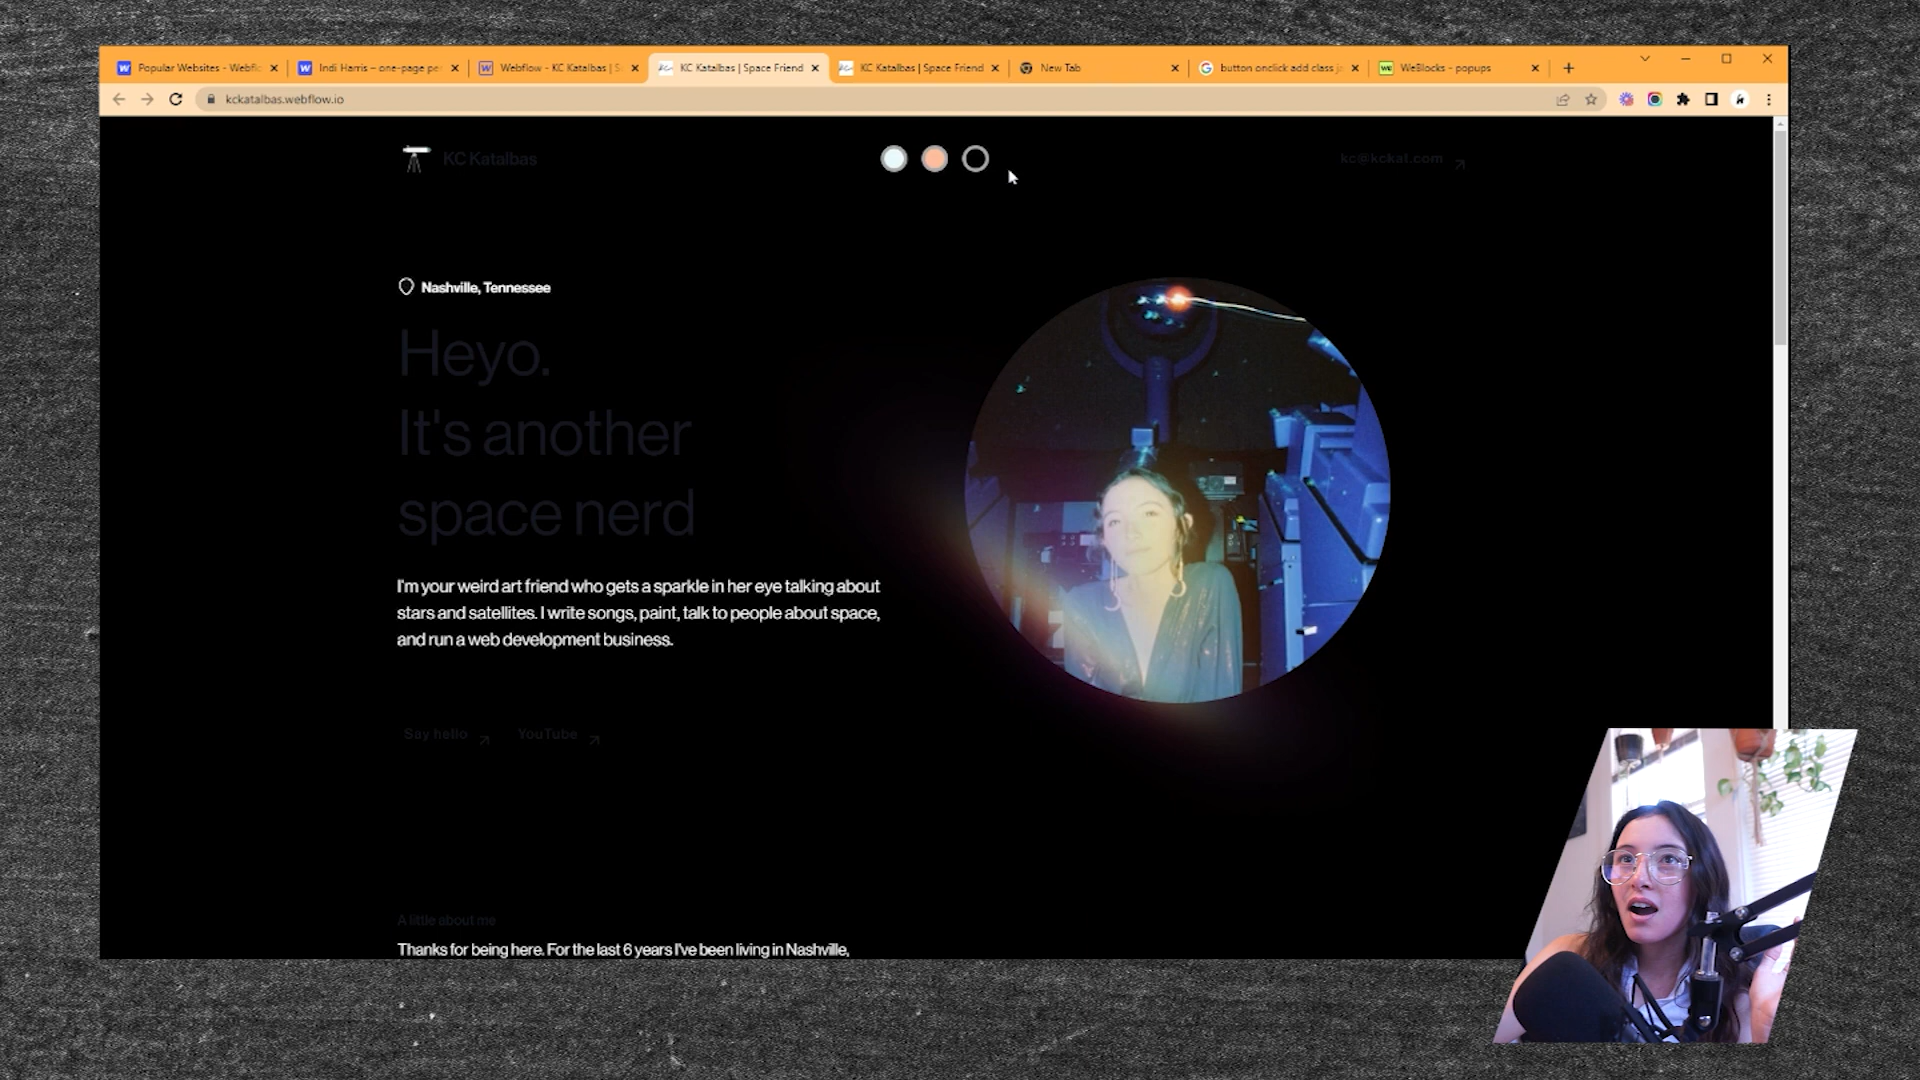 Popular Websites - Webflc
Indi Harris – one-page pe
Webflow - KC Katalbas | S
KC Katalbas | Space Friend
KC Katalbas | Space Friend
New Tab
button onclick add class ja
WeBlocks - popups
kckatalbas.webflow.io
KC Katalbas
kc@kckat.com
Nashville, Tennessee
Heyo.
It's another
space nerd
I'm your weird art friend who gets a sparkle in her eye talking about
stars and satellites. I write songs, paint, talk to people about space,
and run a web development business.
Say hello
YouTube
A little about me
Thanks for being here. For the last 6 years I've been living in Nashville,